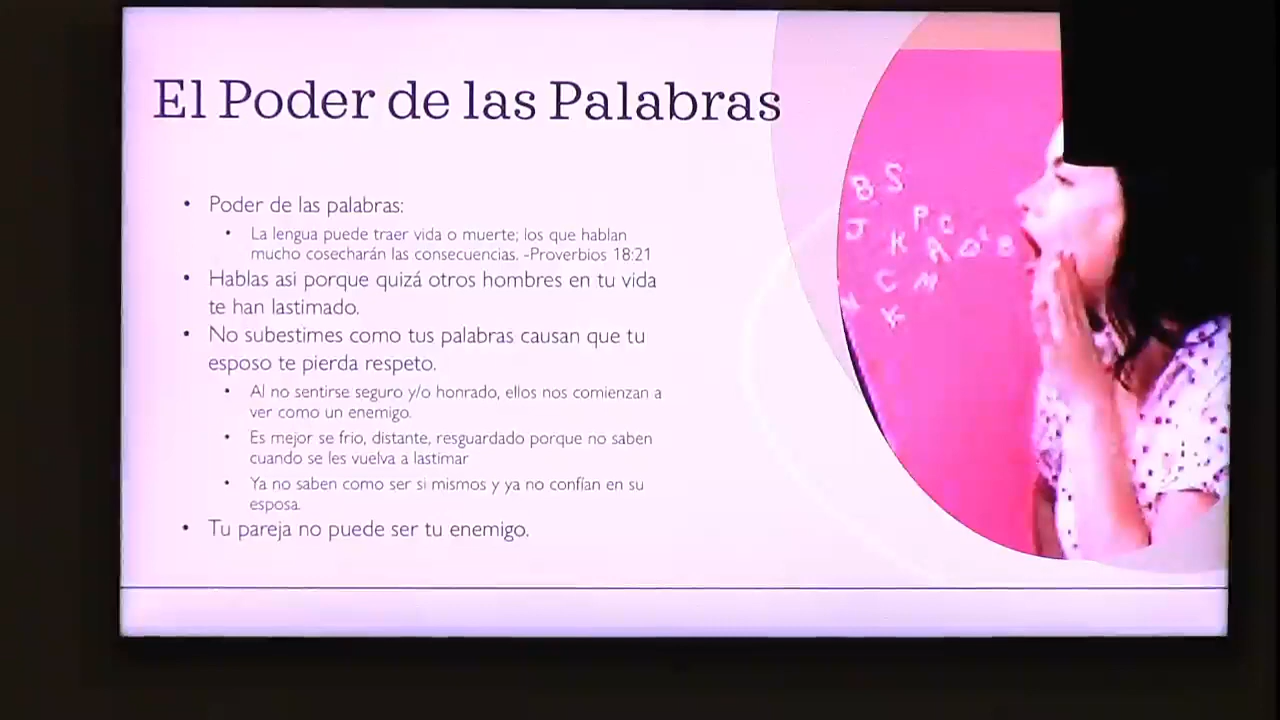 El Poder de las Palabras
• Poder de las palabras:
• La lengua puede traer vida o muerte; los que hablan
mucho cosecharán las consecuencias. -Proverbios 18:21
• Hablas asi porque quizá otros hombres en tu vida
te han lastimado.
• No subestimes como tus palabras causan que tu
esposo te pierda respeto.
• Al no sentirse seguro y/o honrado, ellos nos comienzan a
ver como un enemigo.
• Es mejor se frio, distante, resguardado porque no saben
cuando se les vuelva a lastimar
• Ya no saben como ser si mismos y ya no confían en su
esposa.
• Tu pareja no puede ser tu enemigo.
B S
J P C
K A O L B
C M
K